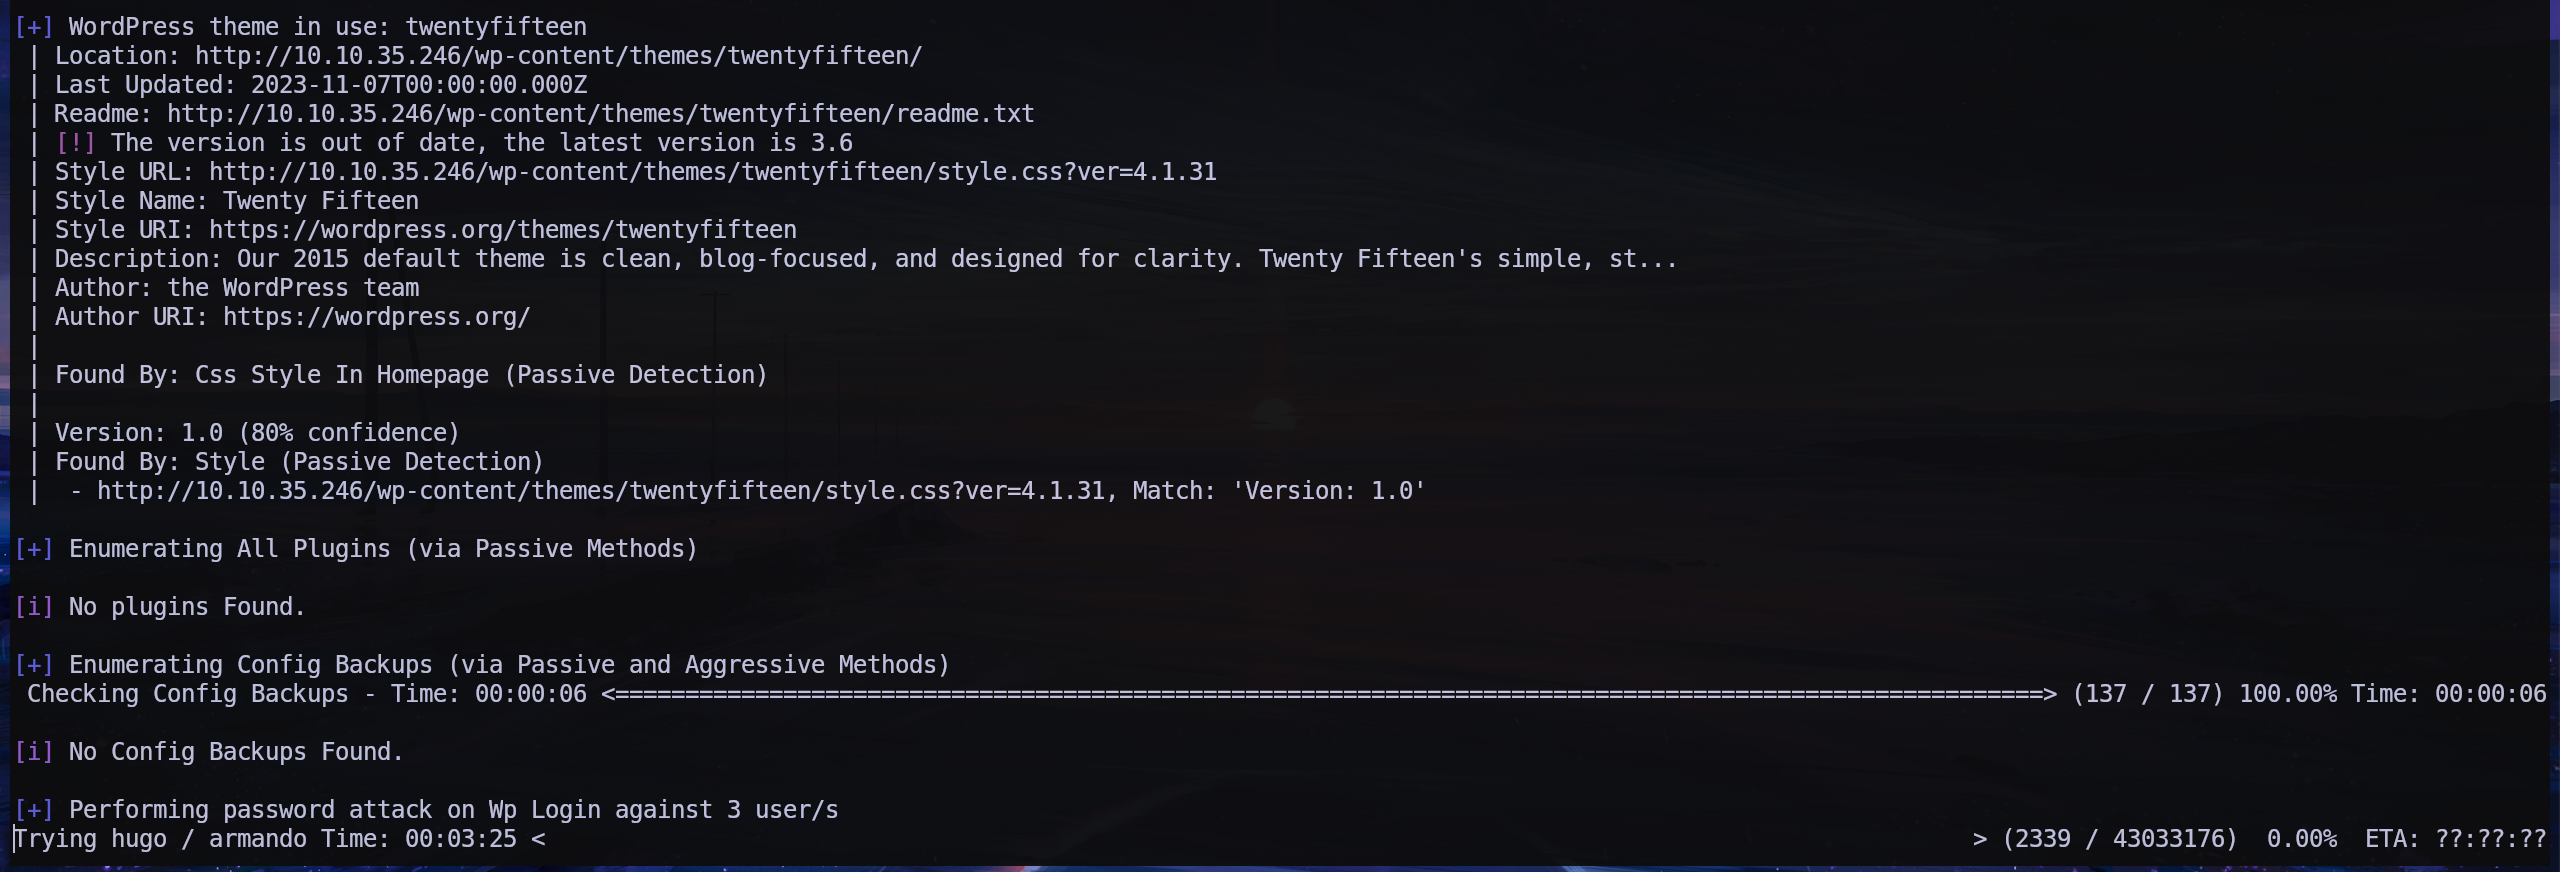 [+] WordPress theme in use: twentyfifteen
 | Location: http://10.10.35.246/wp-content/themes/twentyfifteen/
 | Last Updated: 2023-11-07T00:00:00.000Z
 | Readme: http://10.10.35.246/wp-content/themes/twentyfifteen/readme.txt
 | [!] The version is out of date, the latest version is 3.6
 | Style URL: http://10.10.35.246/wp-content/themes/twentyfifteen/style.css?ver=4.1.31
 | Style Name: Twenty Fifteen
 | Style URI: https://wordpress.org/themes/twentyfifteen
 | Description: Our 2015 default theme is clean, blog-focused, and designed for clarity. Twenty Fifteen's simple, st...
 | Author: the WordPress team
 | Author URI: https://wordpress.org/
 |
 | Found By: Css Style In Homepage (Passive Detection)
 |
 | Version: 1.0 (80% confidence)
 | Found By: Style (Passive Detection)
 |  - http://10.10.35.246/wp-content/themes/twentyfifteen/style.css?ver=4.1.31, Match: 'Version: 1.0'
[+] Enumerating All Plugins (via Passive Methods)
[i] No plugins Found.
[+] Enumerating Config Backups (via Passive and Aggressive Methods)
 Checking Config Backups - Time: 00:00:06 <======================================================================================================> (137 / 137) 100.00% Time: 00:00:06
[i] No Config Backups Found.
[+] Performing password attack on Wp Login against 3 user/s
Trying hugo / armando Time: 00:03:25 <                                                                                                      > (2339 / 43033176)  0.00%  ETA: ??:??:??